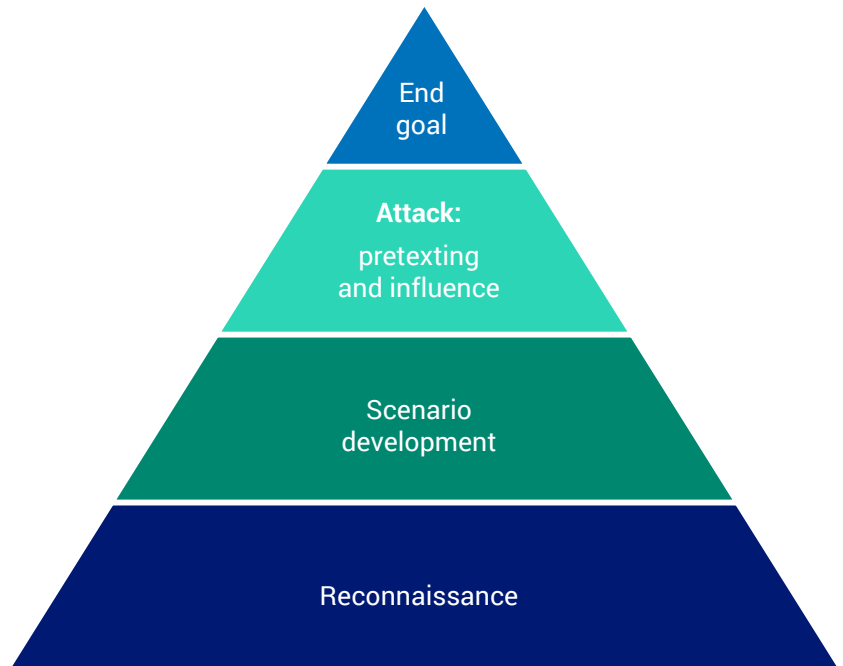 End
goal
Attack:
pretexting
and influence
Scenario
development
Reconnaissance